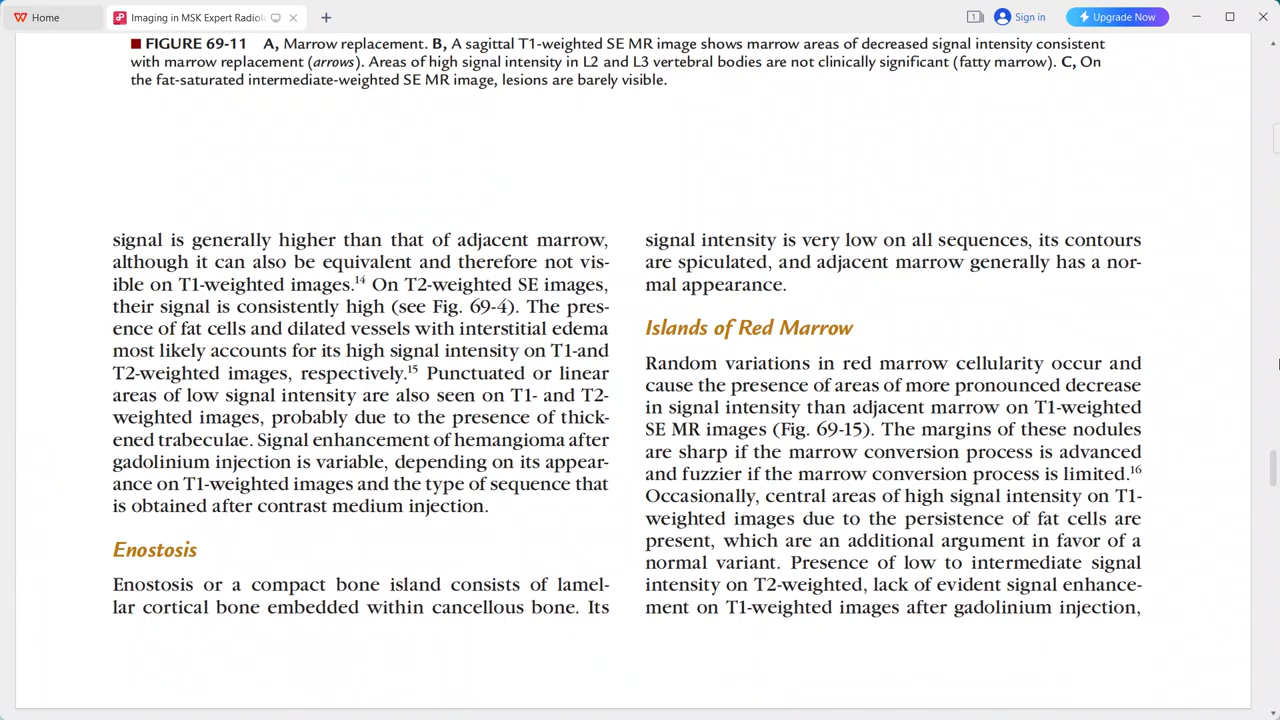 Home
Imaging in MSK Expert Radiol
Sign in
Upgrade Now
FIGURE 69-11 A, Marrow replacement. B, A sagittal T1-weighted SE MR image shows marrow areas of decreased signal intensity consistent
with marrow replacement (arrows). Areas of high signal intensity in L2 and L3 vertebral bodies are not clinically significant (fatty marrow). C, On
the fat-saturated intermediate-weighted SE MR image, lesions are barely visible.
signal is generally higher than that of adjacent marrow,
although it can also be equivalent and therefore not vis-
ible on T1-weighted images.14 On T2-weighted SE images,
their signal is consistently high (see Fig. 69-4). The pres-
ence of fat cells and dilated vessels with interstitial edema
most likely accounts for its high signal intensity on T1-and
T2-weighted images, respectively.15 Punctuated or linear
areas of low signal intensity are also seen on T1- and T2-
weighted images, probably due to the presence of thick-
ened trabeculae. Signal enhancement of hemangioma after
gadolinium injection is variable, depending on its appear-
ance on T1-weighted images and the type of sequence that
is obtained after contrast medium injection.
Enostosis
Enostosis or a compact bone island consists of lamel-
lar cortical bone embedded within cancellous bone. Its
signal intensity is very low on all sequences, its contours
are spiculated, and adjacent marrow generally has a nor-
mal appearance.
Islands of Red Marrow
Random variations in red marrow cellularity occur and
cause the presence of areas of more pronounced decrease
in signal intensity than adjacent marrow on T1-weighted
SE MR images (Fig. 69-15). The margins of these nodules
are sharp if the marrow conversion process is advanced
and fuzzier if the marrow conversion process is limited.16
Occasionally, central areas of high signal intensity on T1-
weighted images due to the persistence of fat cells are
present, which are an additional argument in favor of a
normal variant. Presence of low to intermediate signal
intensity on T2-weighted, lack of evident signal enhance-
ment on T1-weighted images after gadolinium injection,